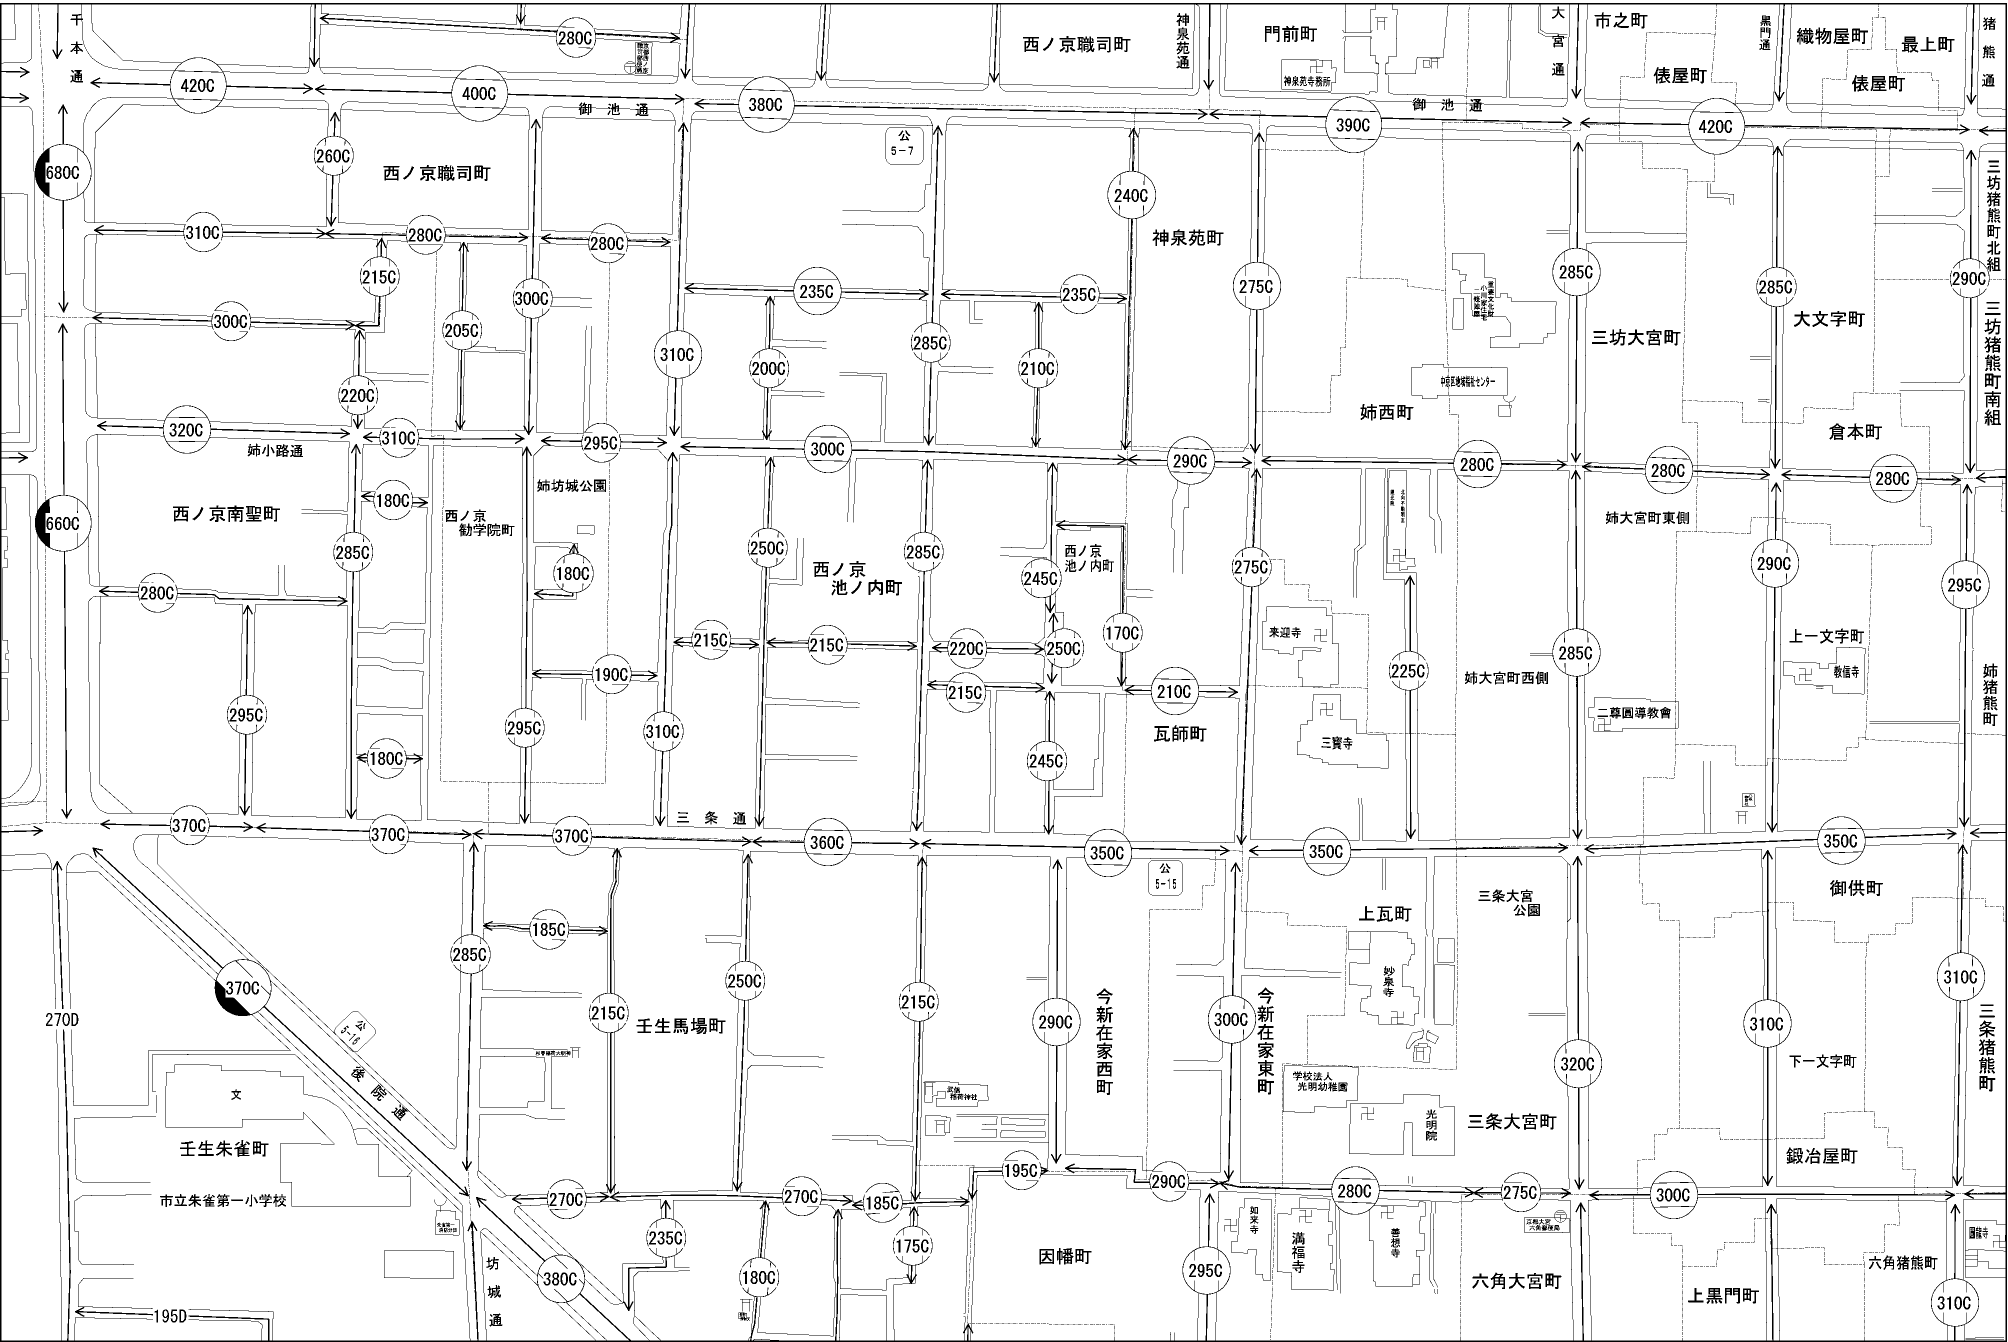 千本通
280C
西ノ京職司町
神泉苑通
門前町
神泉苑寺務所
大宮通
市之町
黒門通
織物屋町
最上町
猪熊通
俵屋町
俵屋町
420C
400C
御池通
380C
390C
御池通
420C
公
5-7
680C
260C
西ノ京職司町
240C
神泉苑町
三坊猪熊町北組
310C
280C
280C
215C
300C
235C
235C
275C
285C
285C
290C
300C
205C
310C
285C
200C
210C
三坊大宮町
大文字町
三坊猪熊町南組
220C
中京区地域福祉センター
姉西町
倉本町
320C
310C
295C
300C
290C
280C
280C
280C
姉小路通
180C
姉坊城公園
西ノ京南聖町
西ノ京
勧学院町
660C
285C
250C
285C
西ノ京
池ノ内町
西ノ京
池ノ内町
姉大宮町東側
280C
180C
245C
275C
290C
295C
215C
215C
220C
250C
170C
来迎寺
285C
上一文字町
教信寺
190C
215C
210C
225C
姉大宮町西側
姉猪熊町
295C
295C
310C
瓦師町
三寶寺
二尊圓導教會
180C
245C
370C
370C
370C
三条通
360C
350C
350C
350C
公
5-15
御供町
三条大宮
公園
上瓦町
185C
285C
250C
妙泉寺
310C
370C
215C
215C
290C
今新在家西町
300C
今新在家東町
310C
三条猪熊町
270D
公
5-16
後院通
壬生馬場町
320C
下一文字町
文
武信
稲荷神社
学校法人
光明幼稚園
光明院
三条大宮町
壬生朱雀町
鍛冶屋町
市立朱雀第一小学校
270C
270C
185C
195C
290C
280C
275C
300C
235C
175C
如来寺
満福寺
善想寺
因幡町
六角大宮町
六角猪熊町
坊城通
380C
180C
295C
上黒門町
310C
195D